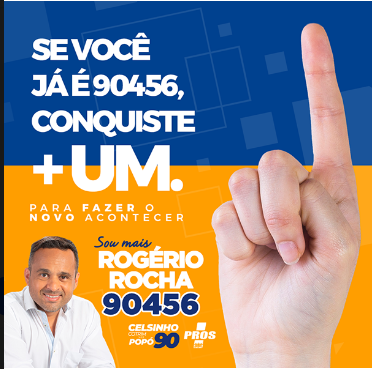 SE VOCÊ
JÁ É 90456,
CONQUISTE
+ UM.
PARA FAZER O
NOVO ACONTECER
Sou mais
ROGÉRIO
ROCHA
90456
CELSINHO
COTRIM
POPÓ 90
PROS